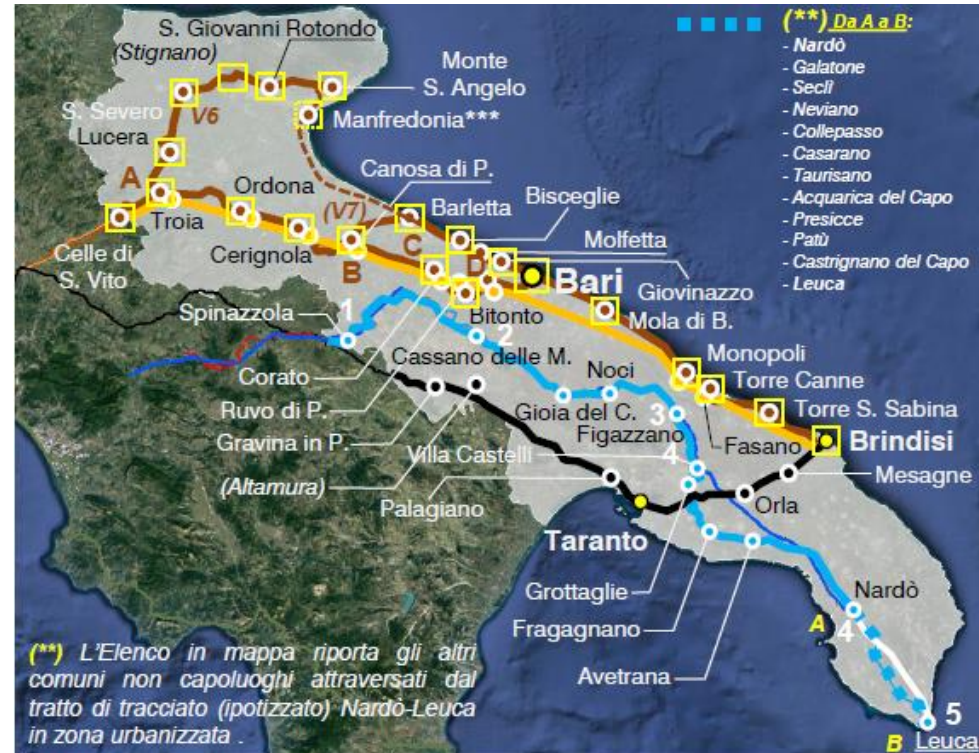 (**) Da A a B:
- Nardò
- Galatone
- Seclì
- Neviano
- Collepasso
- Casarano
- Taurisano
- Acquarica del Capo
- Presicce
- Patù
- Castrignano del Capo
- Leuca
S. Giovanni Rotondo
(Stignano)
Monte
S. Angelo
S. Severo
V6
Manfredonia***
Lucera
Canosa di P.
A
Ordona
Bisceglie
(V7)
Barletta
Troia
C
Molfetta
Celle di
S. Vito
Cerignola
B
D
Bari
Giovinazzo
Spinazzola
1
Bitonto
Mola di B.
2
Cassano delle M.
Monopoli
Corato
Noci
Torre Canne
Ruvo di P.
Gioia del C.
3
Torre S. Sabina
Gravina in P.
Figazzano
Fasano
Brindisi
Villa Castelli
4
(Altamura)
Mesagne
Palagiano
Orla
Taranto
Grottaglie
Nardò
Fragagnano
A
4
Avetrana
5
B
Leuca
(**) L'Elenco in mappa riporta gli altri
comuni non capoluoghi attraversati dal
tratto di tracciato (ipotizzato) Nardò-Leuca
in zona urbanizzata .